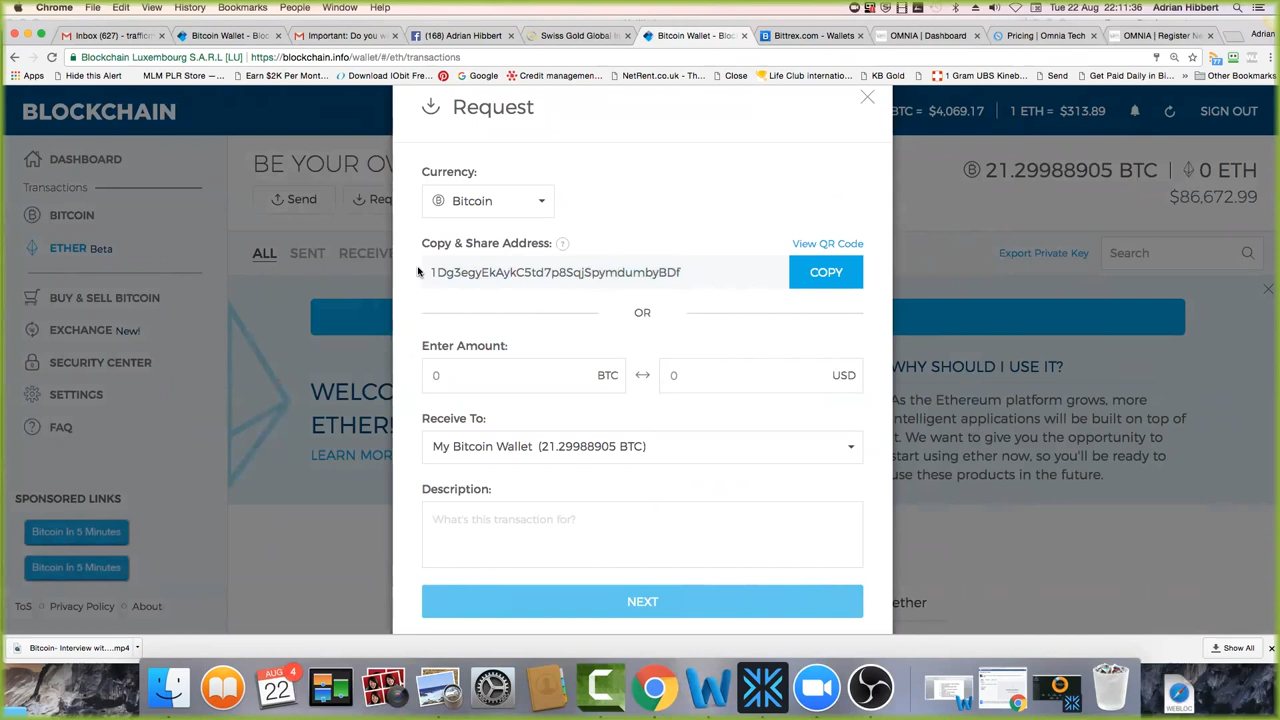 Chrome File Edit View History Bookmarks People Window Help Tue 22 Aug 22:11:36 Adrian Hibbert
Inbox (627) - traffic Bitcoin Wallet - B Important: Do you w (168) Adrian Hibbert Swiss Gold Global I Bitcoin Wallet - B Bittrex.com - Wallets OMNIA | Dashboard Pricing | Omnia Tech OMNIA | Register N Adrian
Blockchain Luxembourg S.A.R.L [LU] https://blockchain.info/wallet/#/eth/transactions
Apps Hide this Alert MLM PLR Store — Earn $2K Per Mont... Download IObit Fre... Google Credit managemen... NetRent.co.uk - Th... Close Life Club internatio... KB Gold 1 Gram UBS Kineb... Send Get Paid Daily in B... » Other Bookmarks
BLOCKCHAIN
BTC = $4,069.17 1 ETH = $313.89 SIGN OUT
DASHBOARD
Transactions
BITCOIN
ETHER Beta
BUY & SELL BITCOIN
EXCHANGE New!
SECURITY CENTER
SETTINGS
FAQ
SPONSORED LINKS
Bitcoin In 5 Minutes
Bitcoin In 5 Minutes
ToS Privacy Policy About
BE YOUR OW
Send Req
ALL SENT RECEIVE
21.29988905 BTC 0 ETH
$86,672.99
Export Private Key Search
WELCO
ETHER!
LEARN MOR
WHY SHOULD I USE IT?
As the Ethereum platform grows, more
intelligent applications will be built on top of
t. We want to give you the opportunity to
start using ether now, so you'll be ready to
use these products in the future.
ether
Request
Currency:
Bitcoin
Copy & Share Address: ? View QR Code
1Dg3egyEkAykC5td7p8SqjSpymdumbyBDf COPY
OR
Enter Amount:
0 BTC 0 USD
Receive To:
My Bitcoin Wallet (21.29988905 BTC)
Description:
What's this transaction for?
NEXT
Bitcoin- Interview wit....mp4 Show All
AUG 4
22
WEBLOC